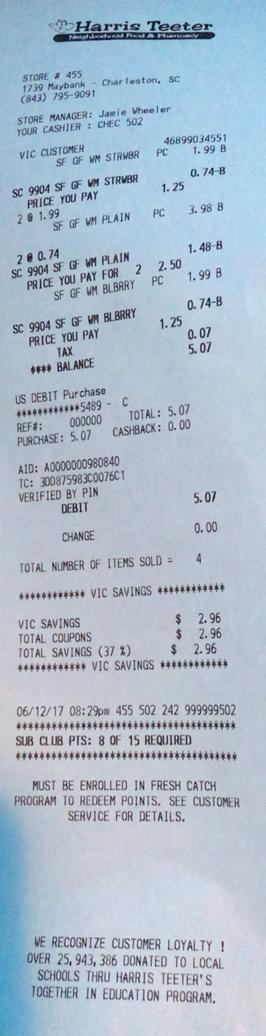 Harris Teeter
Neighborhood Food & Pharmacy
STORE # 455
1739 Maybank - Charleston, SC
(843) 795-9091
STORE MANAGER: Jamie Wheeler
YOUR CASHIER : CHEC 502
VIC CUSTOMER 46899034551
SF GF WM STRWBR PC 1.99 B
0.74-B
SC 9904 SF GF WM STRWBR
PRICE YOU PAY 1.25
2 @ 1.99
SF GF WM PLAIN PC 3.98 B
2 @ 0.74
SC 9904 SF GF WM PLAIN 1.48-B
PRICE YOU PAY FOR 2 2.50
SF GF WM BLBRRY PC 1.99 B
0.74-B
SC 9904 SF GF WM BLBRRY
PRICE YOU PAY 1.25
TAX 0.07
**** BALANCE 5.07
US DEBIT Purchase
************5489 - C
REF#: 000000 TOTAL: 5.07
PURCHASE: 5.07 CASHBACK: 0.00
AID: A0000000980840
TC: 3DD875983C0076C1
VERIFIED BY PIN
DEBIT 5.07
CHANGE 0.00
TOTAL NUMBER OF ITEMS SOLD = 4
************ VIC SAVINGS ************
VIC SAVINGS $ 2.96
TOTAL COUPONS $ 2.96
TOTAL SAVINGS (37 %) $ 2.96
************ VIC SAVINGS ************
06/12/17 08:29pm 455 502 242 999999502
**************************************
SUB CLUB PTS: 8 OF 15 REQUIRED
**************************************
MUST BE ENROLLED IN FRESH CATCH
PROGRAM TO REDEEM POINTS. SEE CUSTOMER
SERVICE FOR DETAILS.
WE RECOGNIZE CUSTOMER LOYALTY !
OVER 25,943,386 DONATED TO LOCAL
SCHOOLS THRU HARRIS TEETER'S
TOGETHER IN EDUCATION PROGRAM.